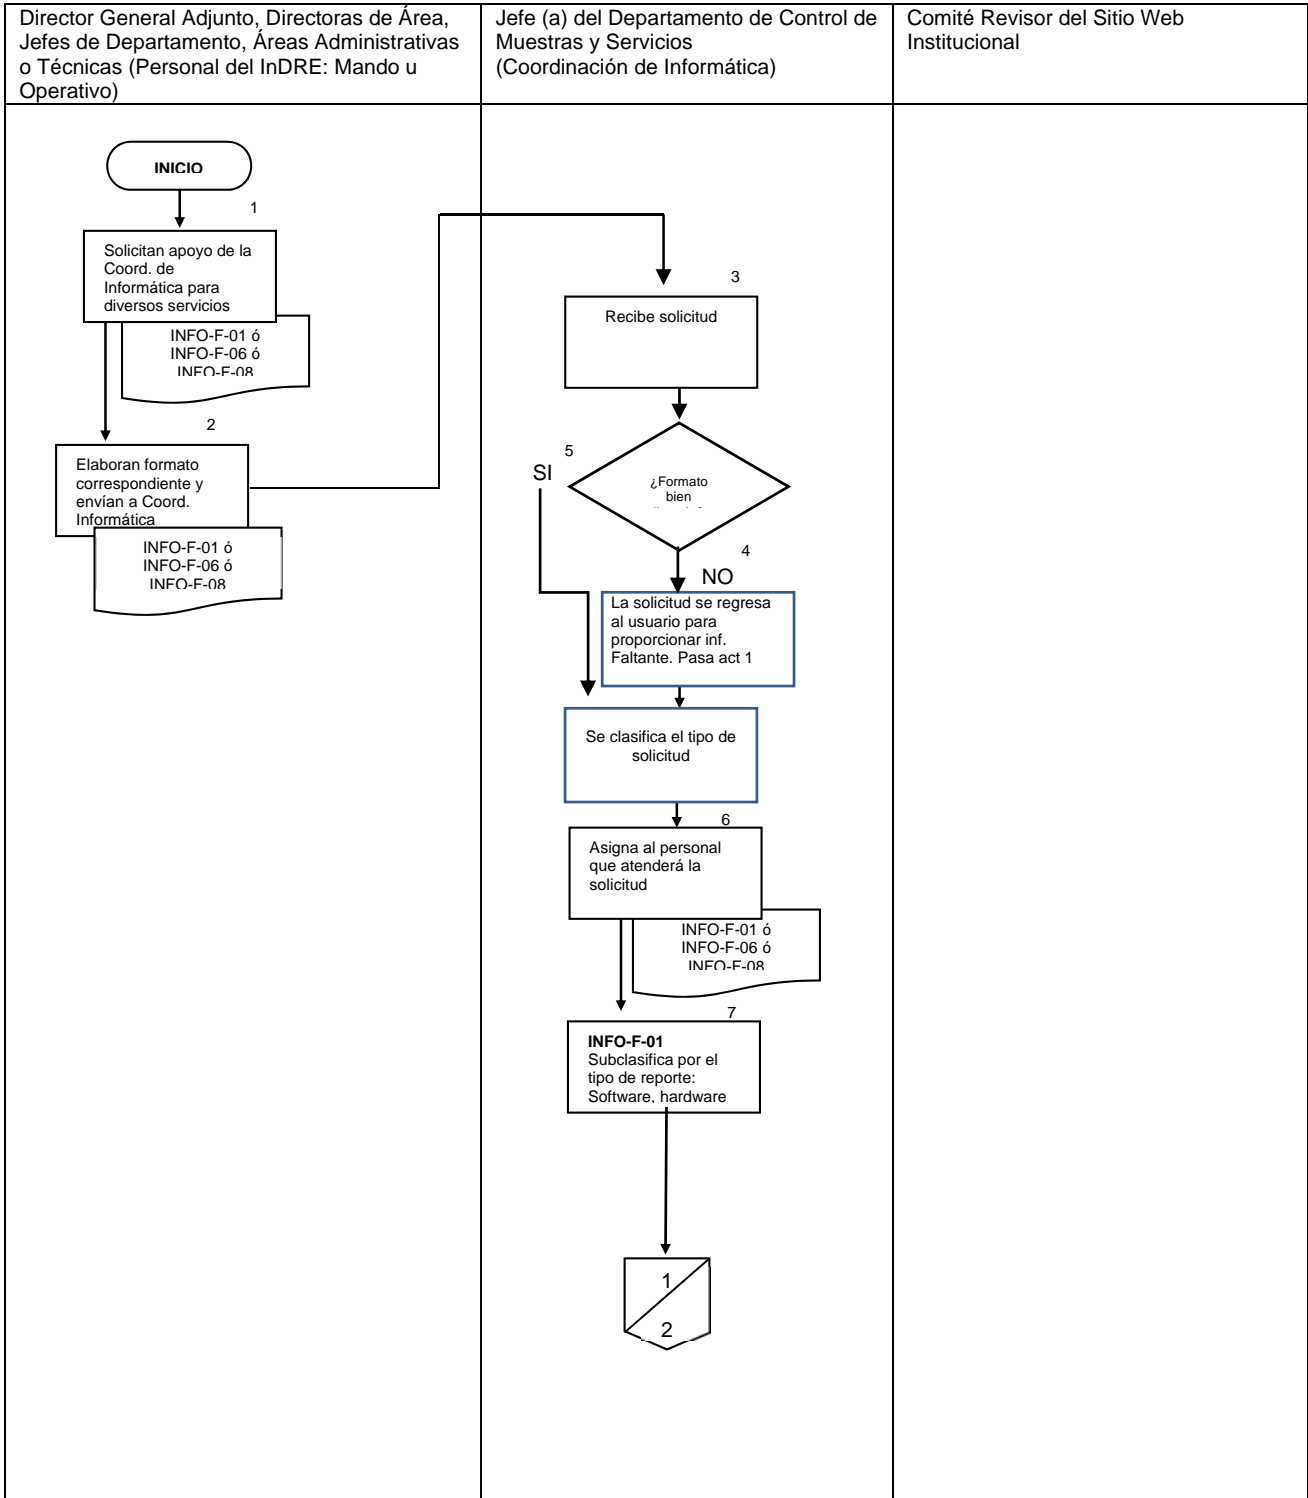 Director General Adjunto, Directoras de Área,
Jefes de Departamento, Áreas Administrativas
o Técnicas (Personal del InDRE: Mando u
Operativo)
Jefe (a) del Departamento de Control de
Muestras y Servicios
(Coordinación de Informática)
Comité Revisor del Sitio Web
Institucional
INICIO
1
Solicitan apoyo de la
Coord. de
Informática para
diversos servicios
INFO-F-01 ó
INFO-F-06 ó
INFO-F-08
2
Elaboran formato
correspondiente y
envían a Coord.
Informática
INFO-F-01 ó
INFO-F-06 ó
INFO-F-08
3
Recibe solicitud
5
SI
¿Formato
bien
4
NO
La solicitud se regresa
al usuario para
proporcionar inf.
Faltante. Pasa act 1
Se clasifica el tipo de
solicitud
6
Asigna al personal
que atenderá la
solicitud
INFO-F-01 ó
INFO-F-06 ó
INFO-F-08
7
INFO-F-01
Subclasifica por el
tipo de reporte:
Software, hardware
1
2